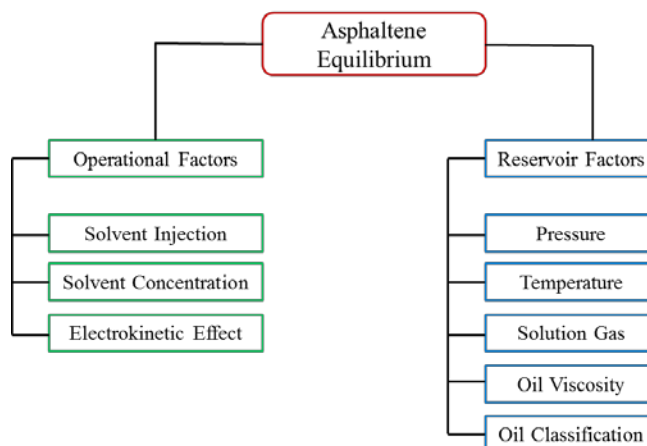 Asphaltene
Equilibrium
Operational Factors
Solvent Injection
Solvent Concentration
Electrokinetic Effect
Reservoir Factors
Pressure
Temperature
Solution Gas
Oil Viscosity
Oil Classification